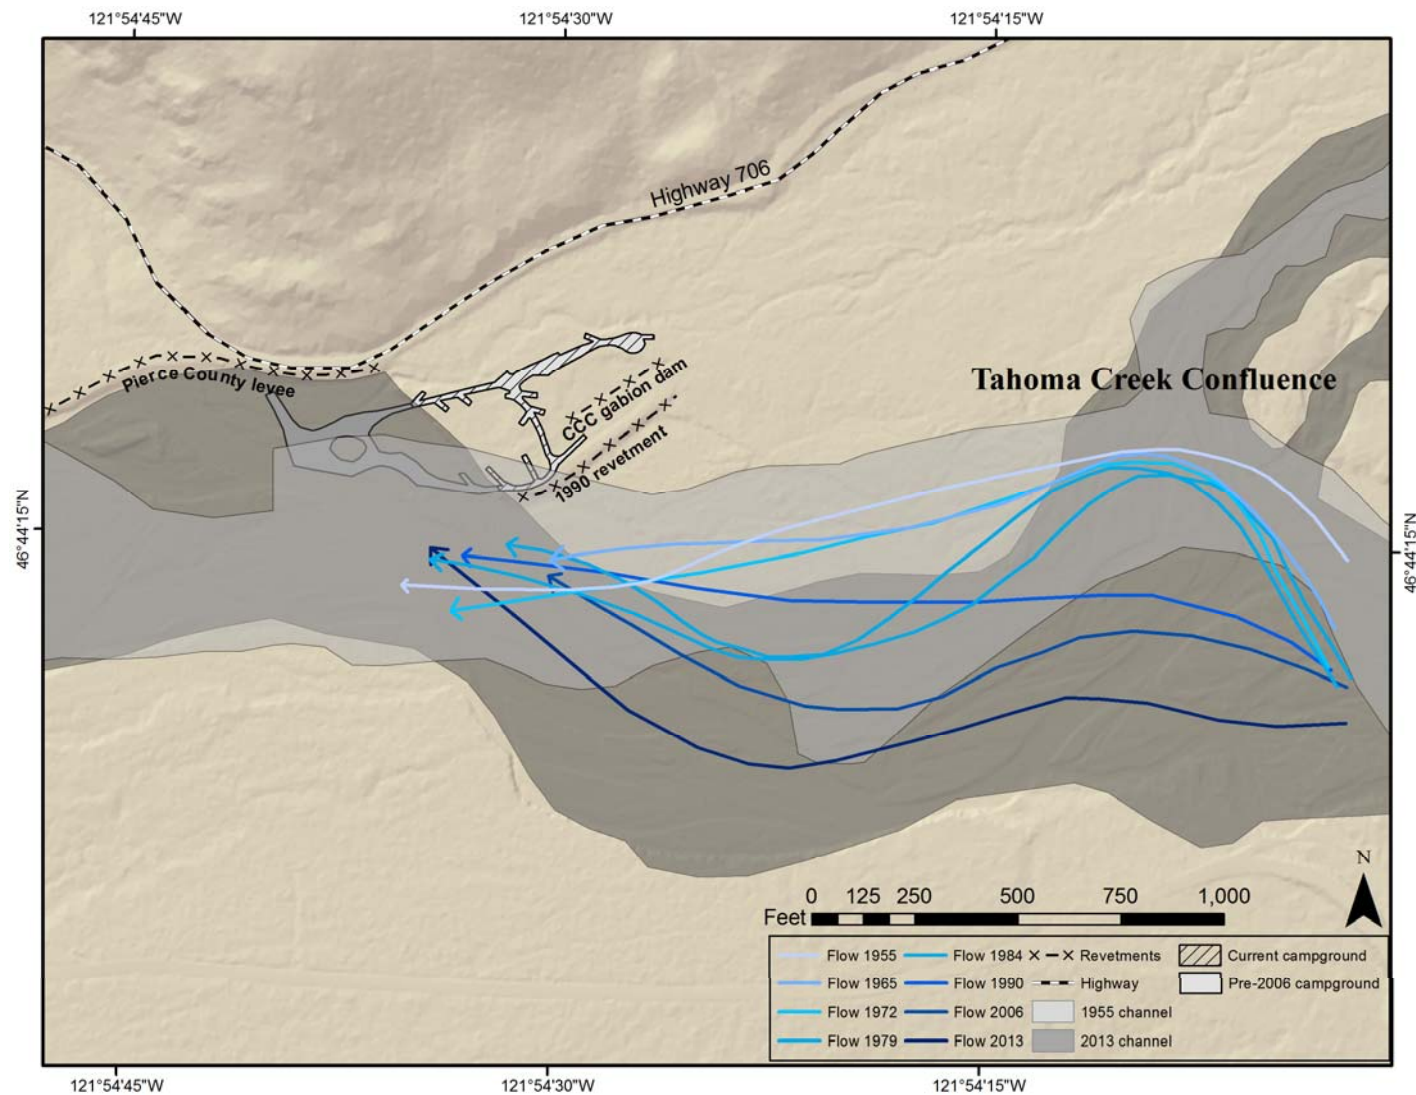 121°54'45"W
121°54'30"W
121°54'15"W
Highway 706
Pierce County levee
CCC gabion dam
1990 revetment
Tahoma Creek Confluence
46°44'15"N
46°44'15"N
N
0 125 250 500 750 1,000
Feet
Flow 1955 Flow 1984 Revetments Current campground
Flow 1965 Flow 1990 Highway Pre-2006 campground
Flow 1972 Flow 2006 1955 channel
Flow 1979 Flow 2013 2013 channel
121°54'45"W
121°54'30"W
121°54'15"W